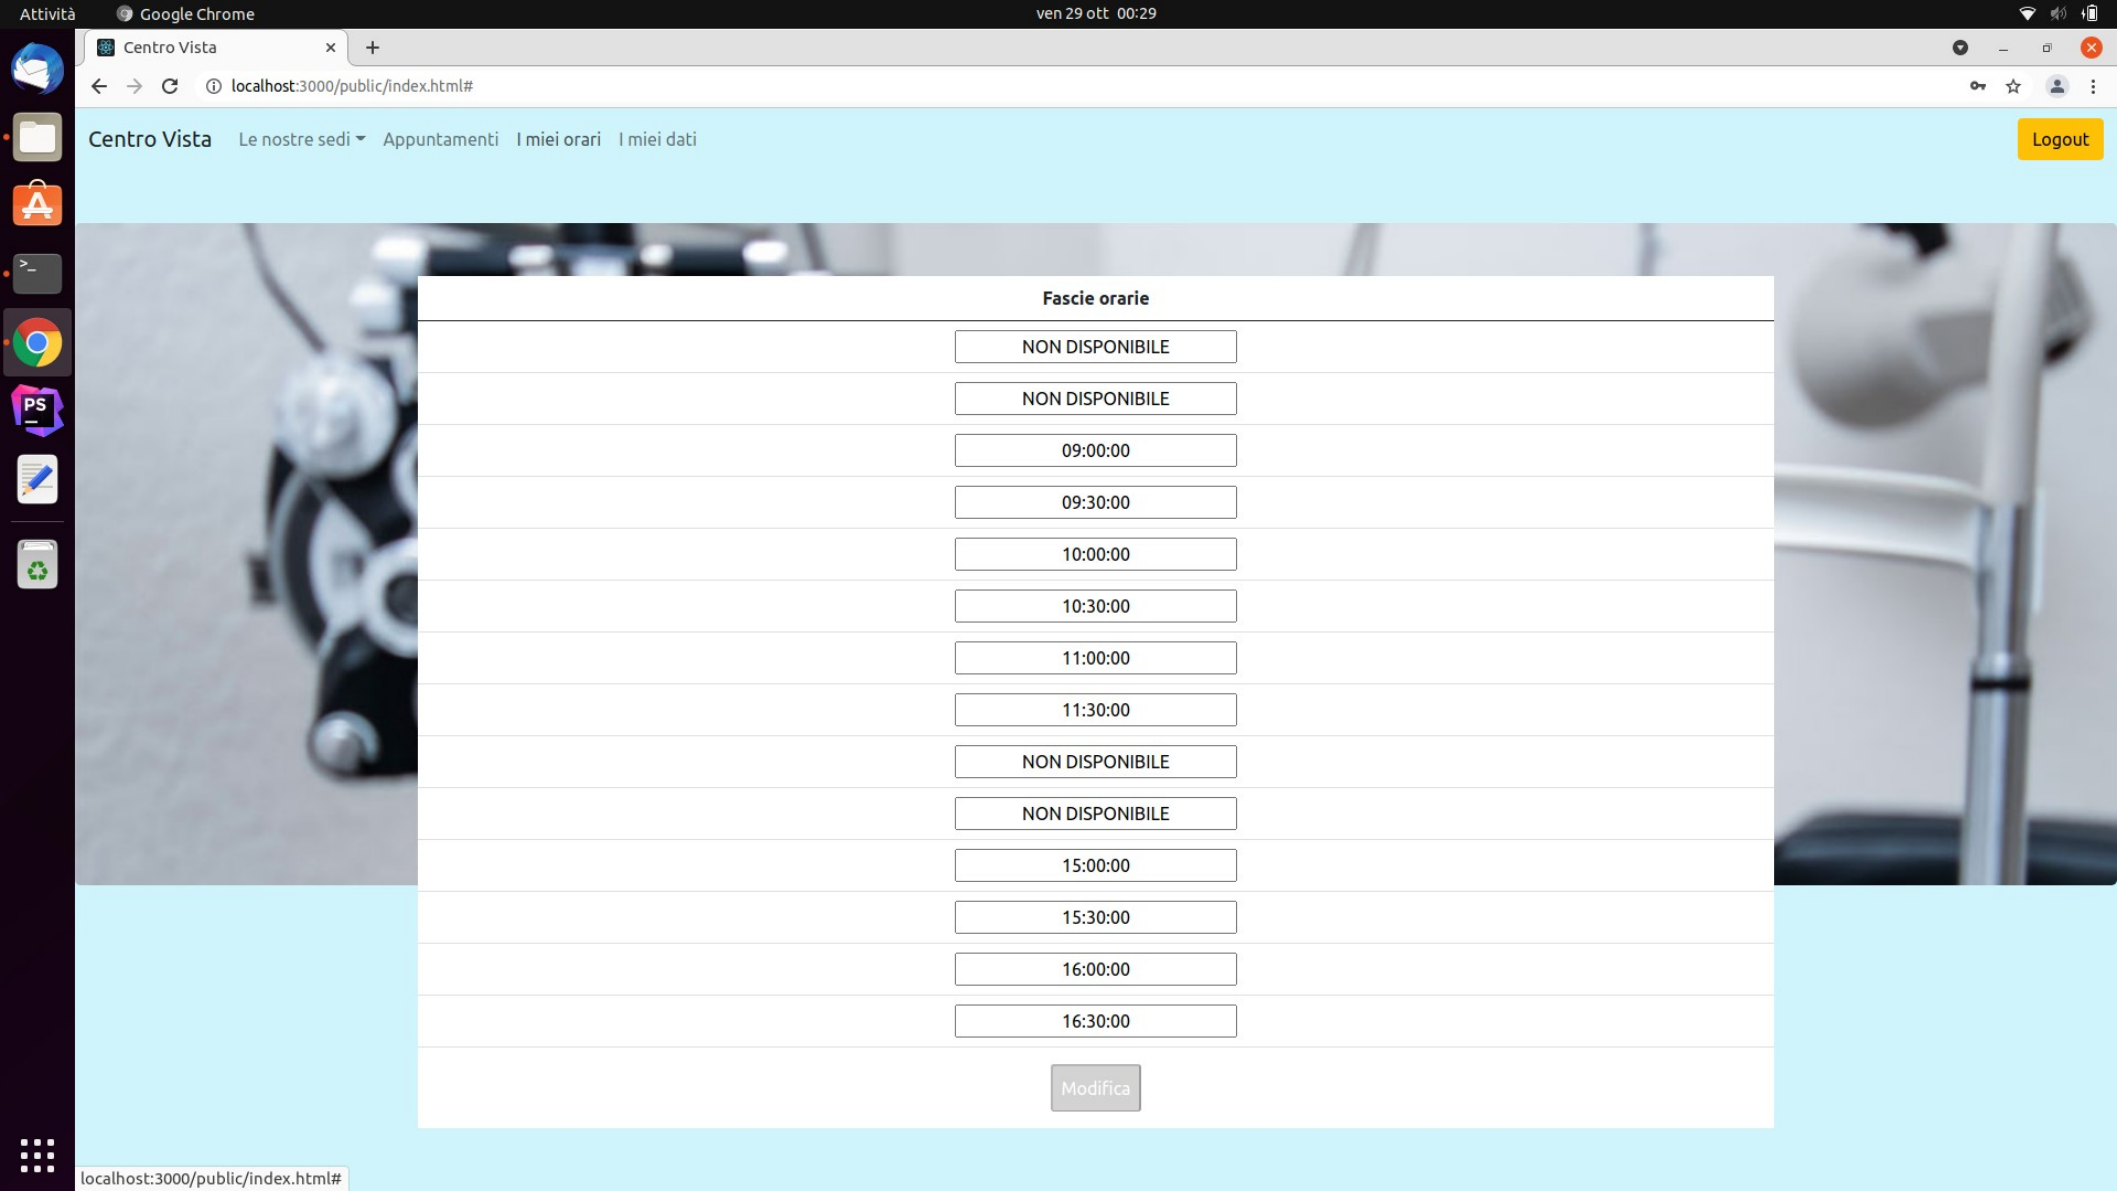 Attività Google Chrome ven 29 ott 00:29
Centro Vista
localhost:3000/public/index.html#
Centro Vista Le nostre sedi Appuntamenti I miei orari I miei dati Logout
Fascie orarie
NON DISPONIBILE
NON DISPONIBILE
09:00:00
09:30:00
10:00:00
10:30:00
11:00:00
11:30:00
NON DISPONIBILE
NON DISPONIBILE
15:00:00
15:30:00
16:00:00
16:30:00
Modifica
localhost:3000/public/index.html#
PS